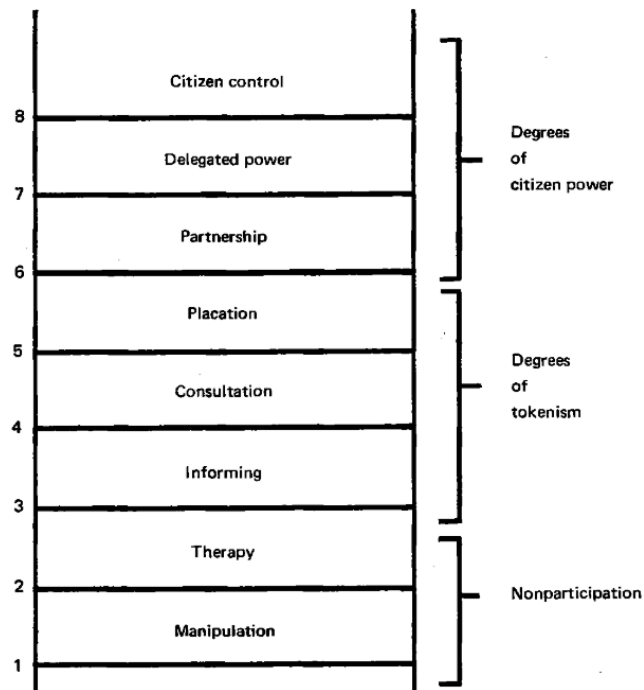 Citizen control
8
Delegated power
7
Partnership
6
Placation
5
Consultation
4
Informing
3
Therapy
2
Manipulation
1
Degrees
of
citizen power
Degrees
of
tokenism
Nonparticipation